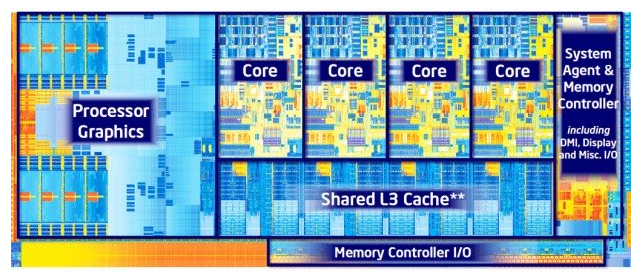 Processor
Graphics
Core
Core
Core
Core
System
Agent &
Memory
Controller
including
DMI, Display
and Misc. I/O
Shared L3 Cache**
Memory Controller I/O